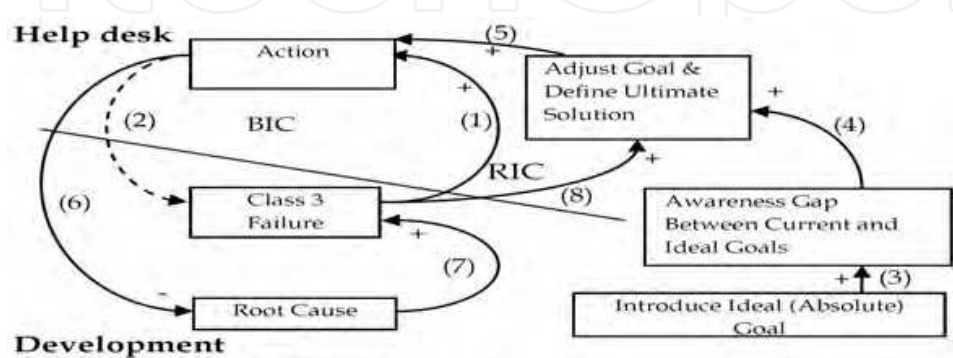 Help desk
Action
(5)
+
+
Adjust Goal &
Define Ultimate
Solution
+
(2)
BIC
(1)
(4)
RIC
+
(6)
Class 3
Failure
(8)
Awareness Gap
Between Current and
Ideal Goals
+
(7)
+
(3)
-
Root Cause
Introduce Ideal (Absolute)
Goal
Development